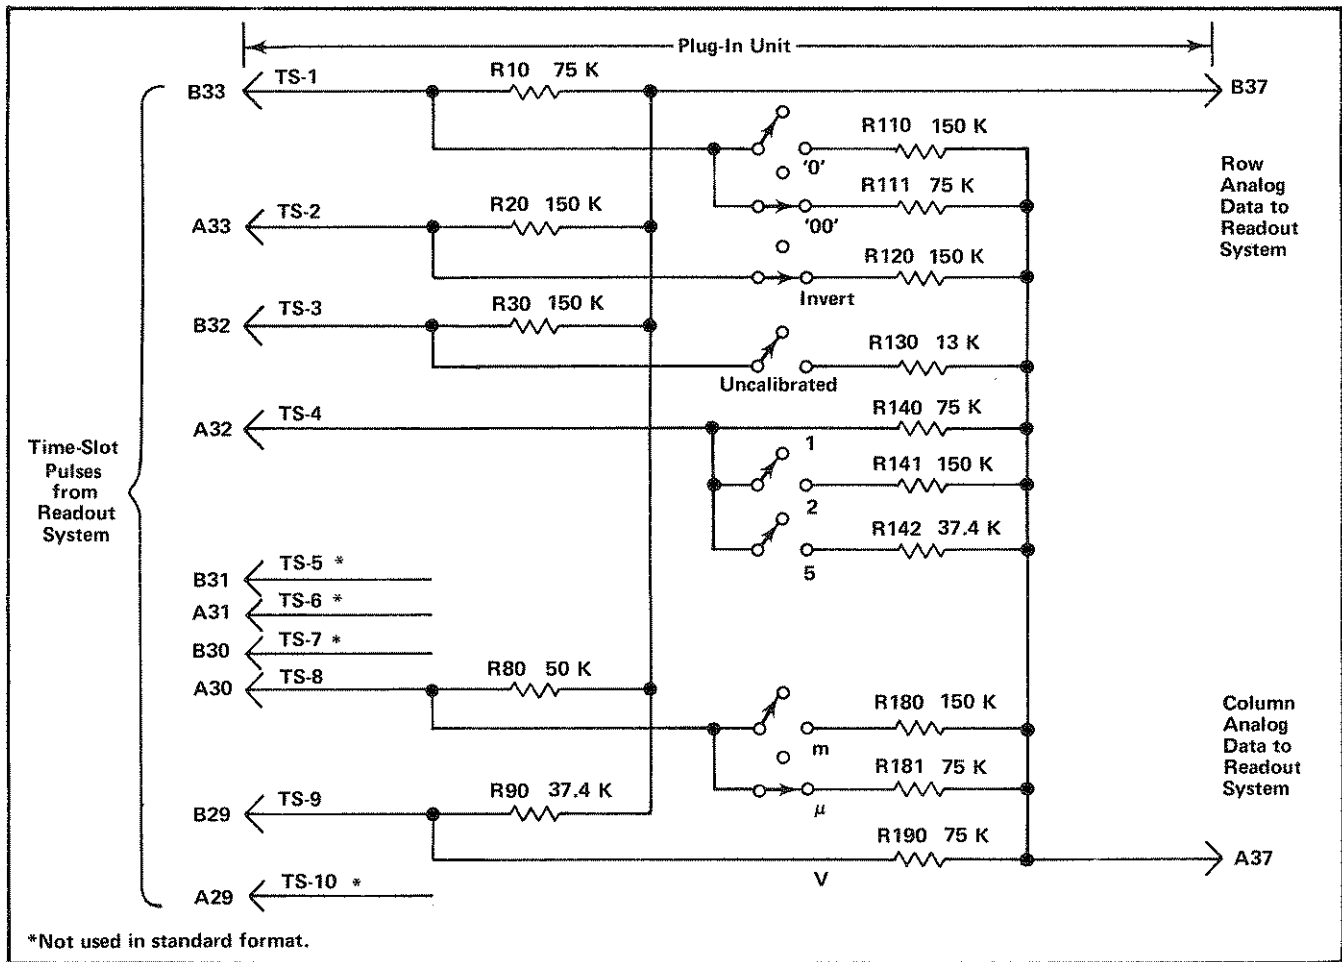 Plug-In Unit
B33 TS-1 R10 75 K B37
R110 150 K
'0'
R111 75 K
'00'
Row
Analog
Data to
Readout
System
A33 TS-2 R20 150 K
R120 150 K
Invert
B32 TS-3 R30 150 K
R130 13 K
Uncalibrated
A32 TS-4 R140 75 K
1
R141 150 K
2
R142 37.4 K
5
Time-Slot
Pulses
from
Readout
System
B31 TS-5 *
A31 TS-6 *
B30 TS-7 *
A30 TS-8 R80 50 K
R180 150 K
m
R181 75 K
μ
Column
Analog
Data to
Readout
System
B29 TS-9 R90 37.4 K
R190 75 K
V
A37
A29 TS-10 *
*Not used in standard format.